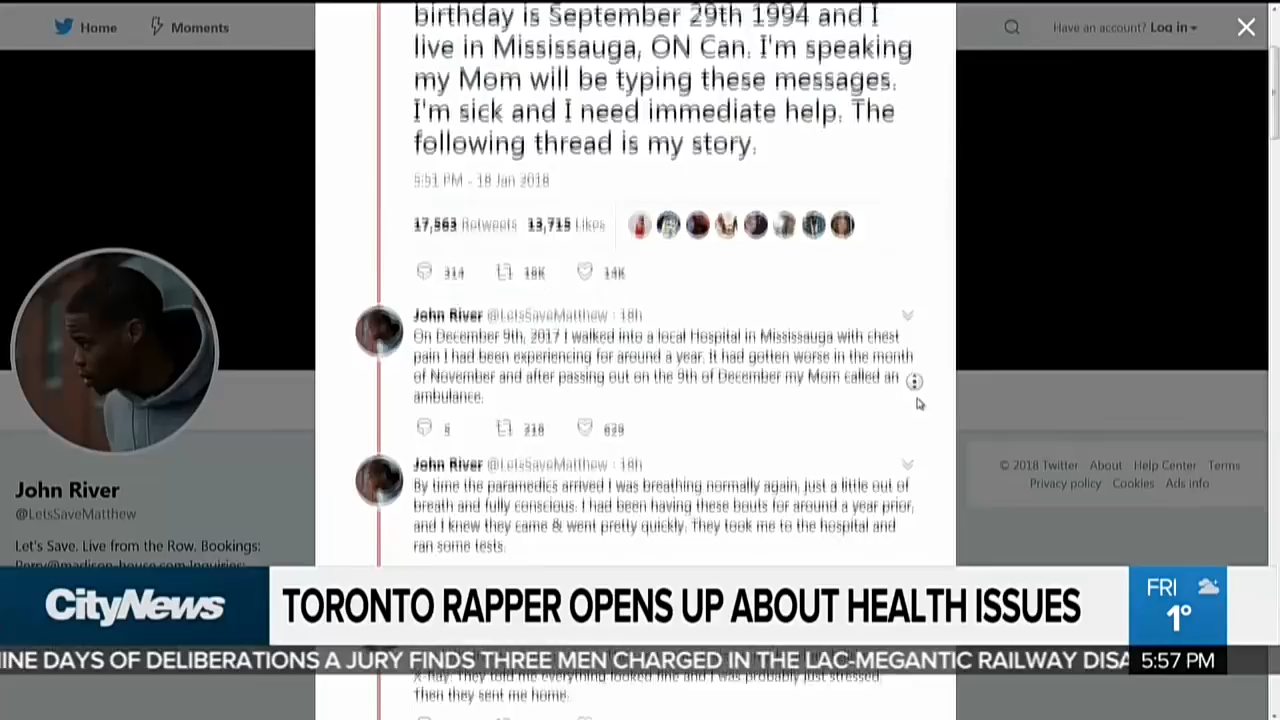 Home
Moments
Have an account? Log in
birthday is September 29th 1994 and I
live in Mississauga, ON Can. I'm speaking
my Mom will be typing these messages.
I'm sick and I need immediate help. The
following thread is my story.
5:51 PM - 18 Jan 2018
17,563 Retweets 13,715 Likes
314 18K 14K
John River @LetsSaveMatthew · 18h
On December 9th, 2017 I walked into a local Hospital in Mississauga with chest
pain I had been experiencing for around a year. It had gotten worse in the month
of November and after passing out on the 9th of December my Mom called an
ambulance.
5 218 629
John River @LetsSaveMatthew · 18h
By time the paramedics arrived I was breathing normally again, just a little out of
breath and fully conscious. I had been having these bouts for around a year prior,
and I knew they came & went pretty quickly. They took me to the hospital and
ran some tests.
John River
@LetsSaveMatthew
Let's Save. Live from the Row. Bookings:
© 2018 Twitter About Help Center Terms
Privacy policy Cookies Ads info
CityNews
TORONTO RAPPER OPENS UP ABOUT HEALTH ISSUES
FRI
1°
INE DAYS OF DELIBERATIONS A JURY FINDS THREE MEN CHARGED IN THE LAC-MEGANTIC RAILWAY DISA
5:57 PM
X-Ray. They told me everything looked fine and I was probably just stressed.
Then they sent me home.